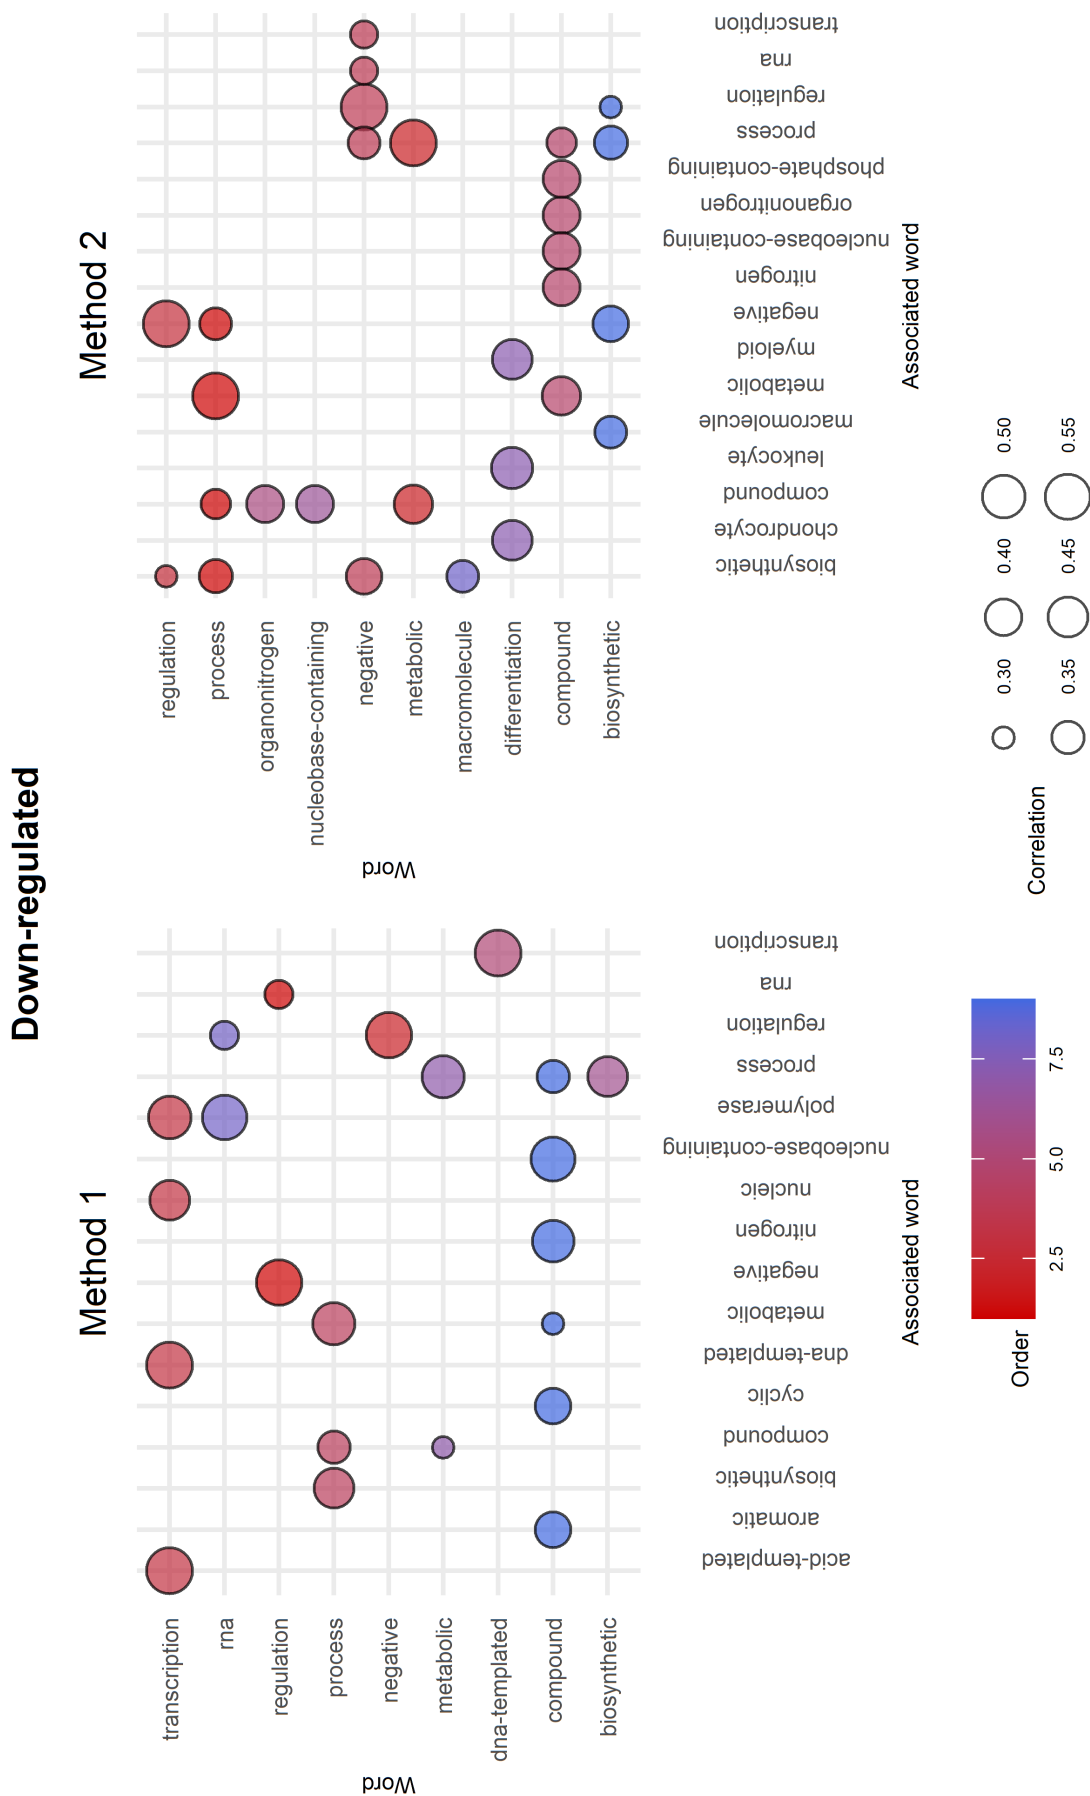 Down-regulated
Method 1
Word
transcription
rna
regulation
process
negative
metabolic
dna-templated
compound
biosynthetic
acid-templated
aromatic
biosynthetic
compound
cyclic
dna-templated
metabolic
negative
nitrogen
nucleic
nucleobase-containing
polymerase
process
regulation
rna
transcription
Associated word
Method 2
Word
regulation
process
organonitrogen
nucleobase-containing
negative
metabolic
macromolecule
differentiation
compound
biosynthetic
biosynthetic
chondrocyte
compound
leukocyte
macromolecule
metabolic
myeloid
negative
nitrogen
nucleobase-containing
organonitrogen
phosphate-containing
process
regulation
rna
transcription
Associated word
Order
2.5
5.0
7.5
Correlation
0.30
0.40
0.50
0.35
0.45
0.55